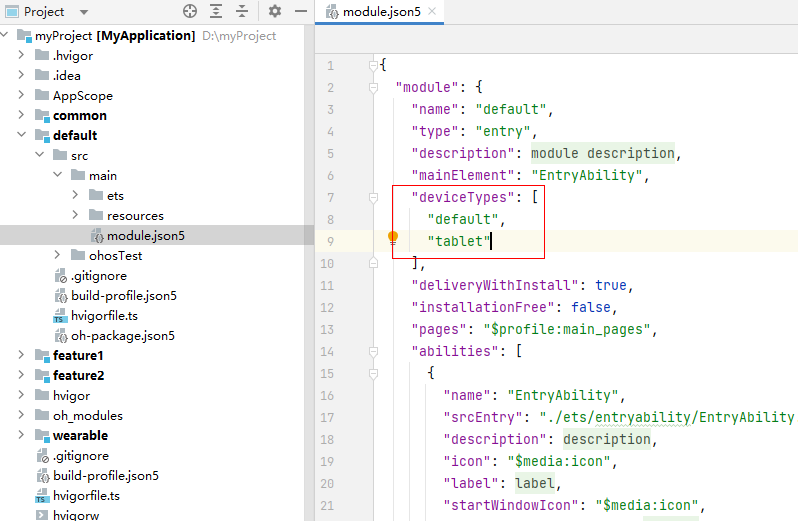 Project
myProject [MyApplication] D:\myProject
.hvigor
.idea
AppScope
common
default
src
main
ets
resources
module.json5
ohosTest
.gitignore
build-profile.json5
hvigorfile.ts
oh-package.json5
feature1
feature2
hvigor
oh_modules
wearable
.gitignore
build-profile.json5
hvigorfile.ts
hvigorw
module.json5
1 {
2 "module": {
3 "name": "default",
4 "type": "entry",
5 "description": module description,
6 "mainElement": "EntryAbility",
7 "deviceTypes": [
8 "default",
9 "tablet"
10 ],
11 "deliveryWithInstall": true,
12 "installationFree": false,
13 "pages": "$profile:main_pages",
14 "abilities": [
15 {
16 "name": "EntryAbility",
17 "srcEntry": "./ets/entryability/EntryAbility
18 "description": description,
19 "icon": "$media:icon",
20 "label": label,
21 "startWindowIcon": "$media:icon",